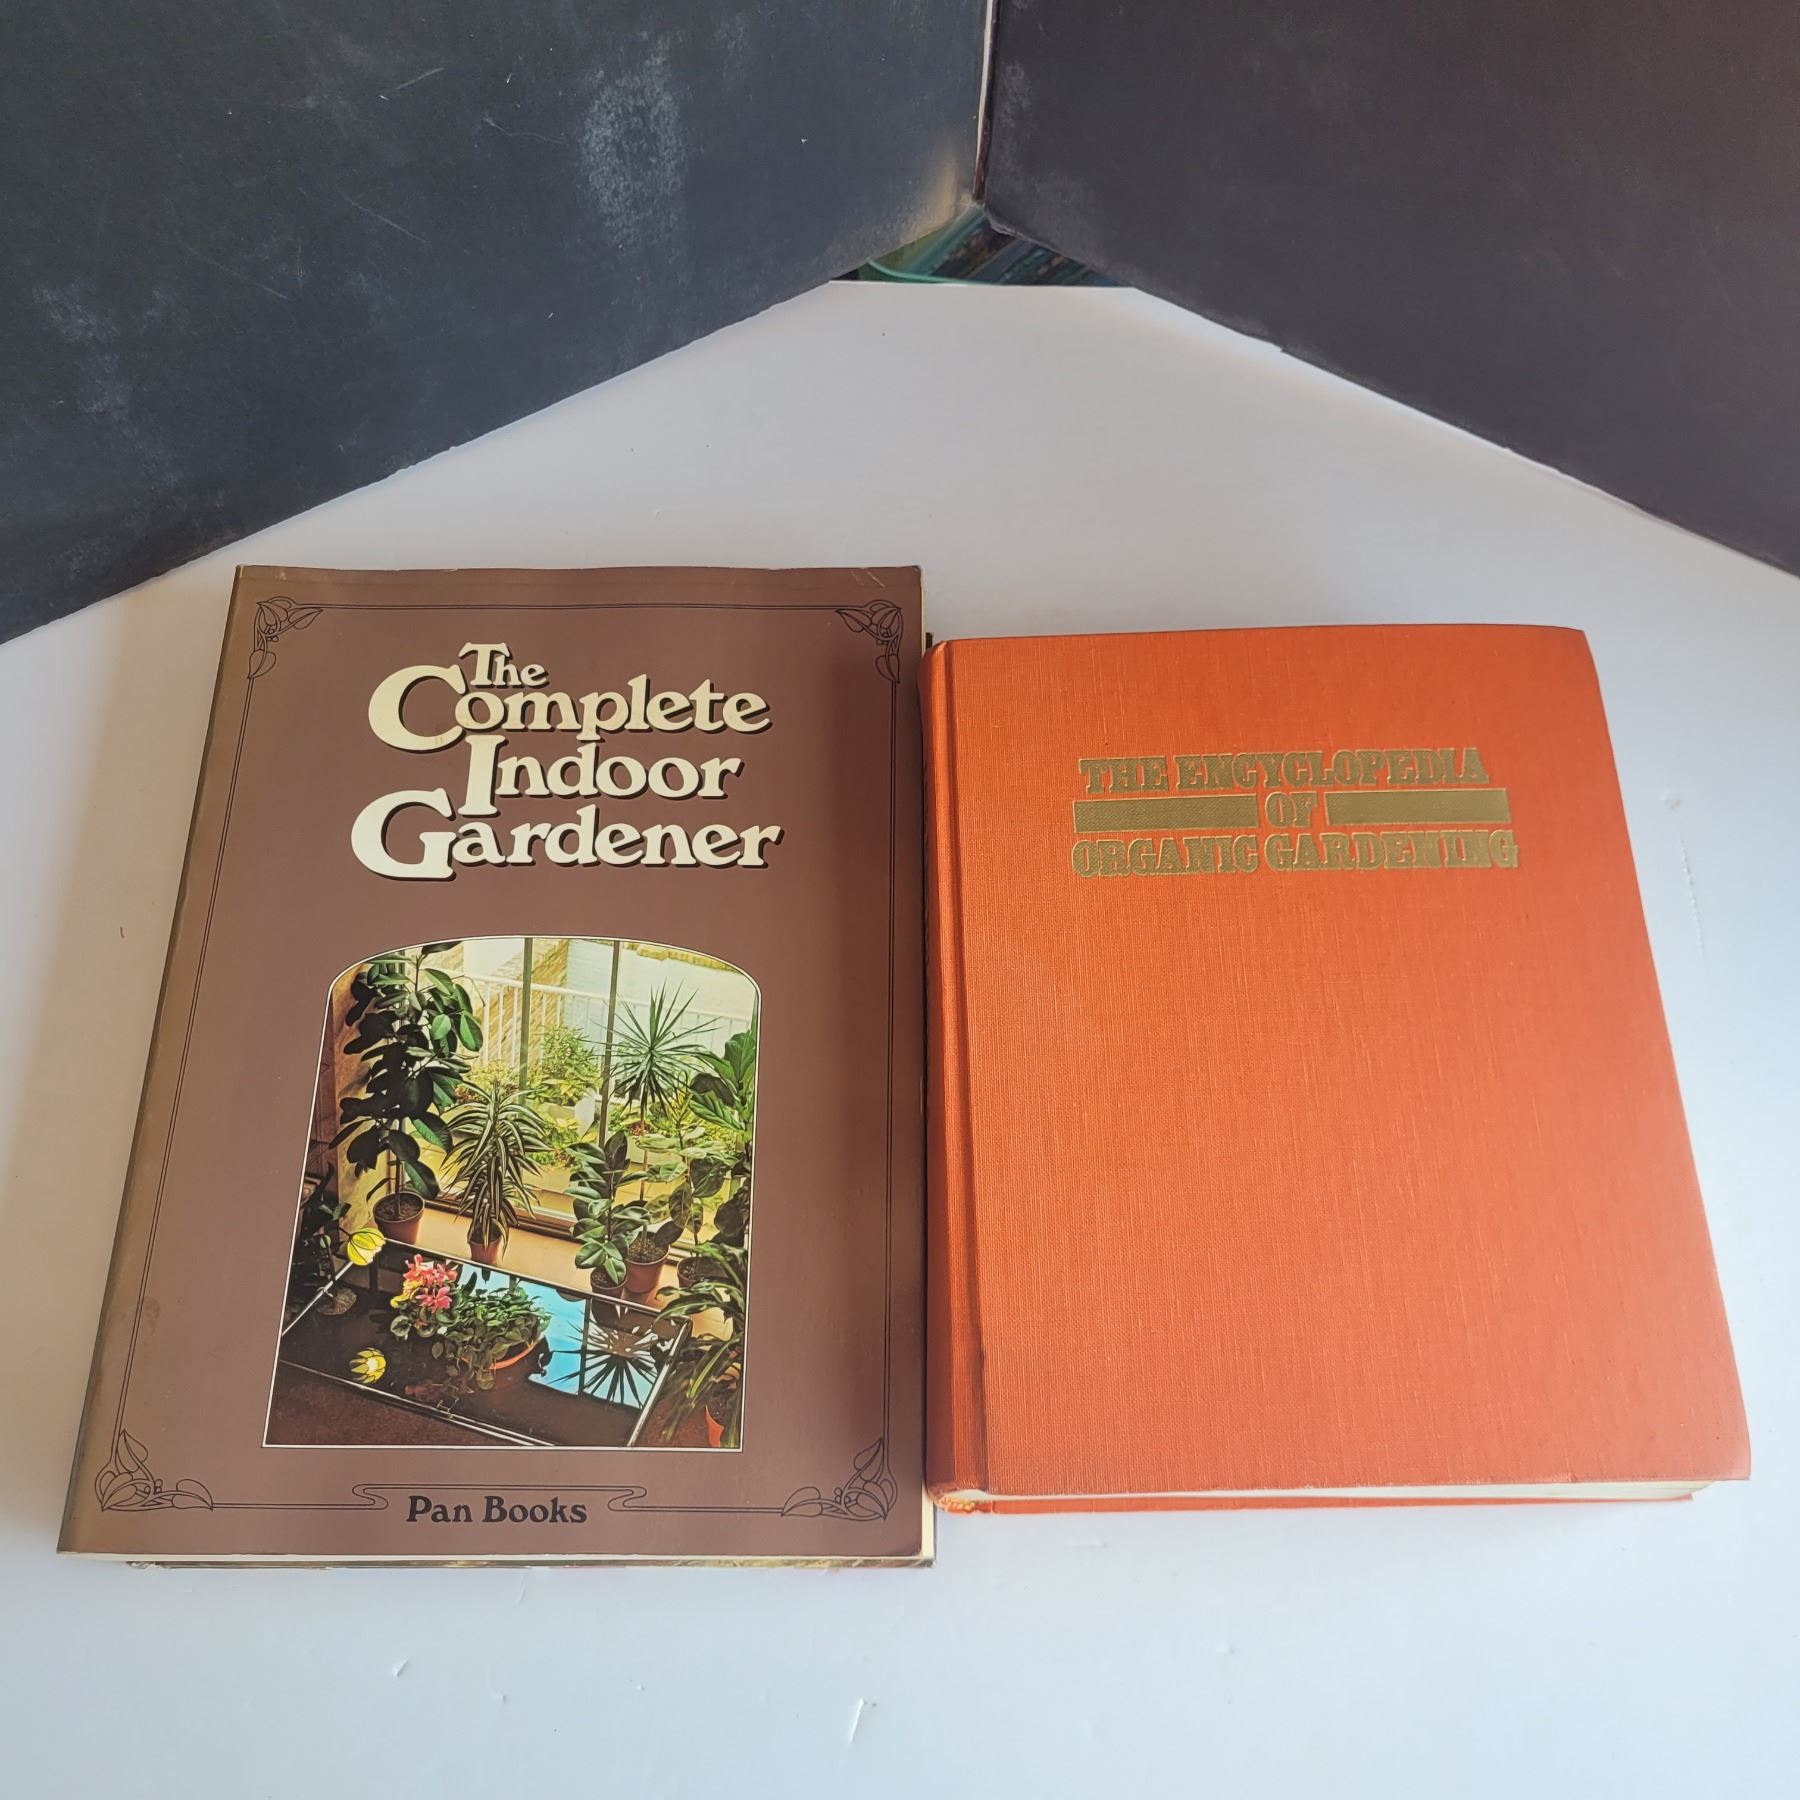 The
Complete
Indoor
Gardener
Pan Books
THE ENCYCLOPEDIA
OF
ORGANIC GARDENING